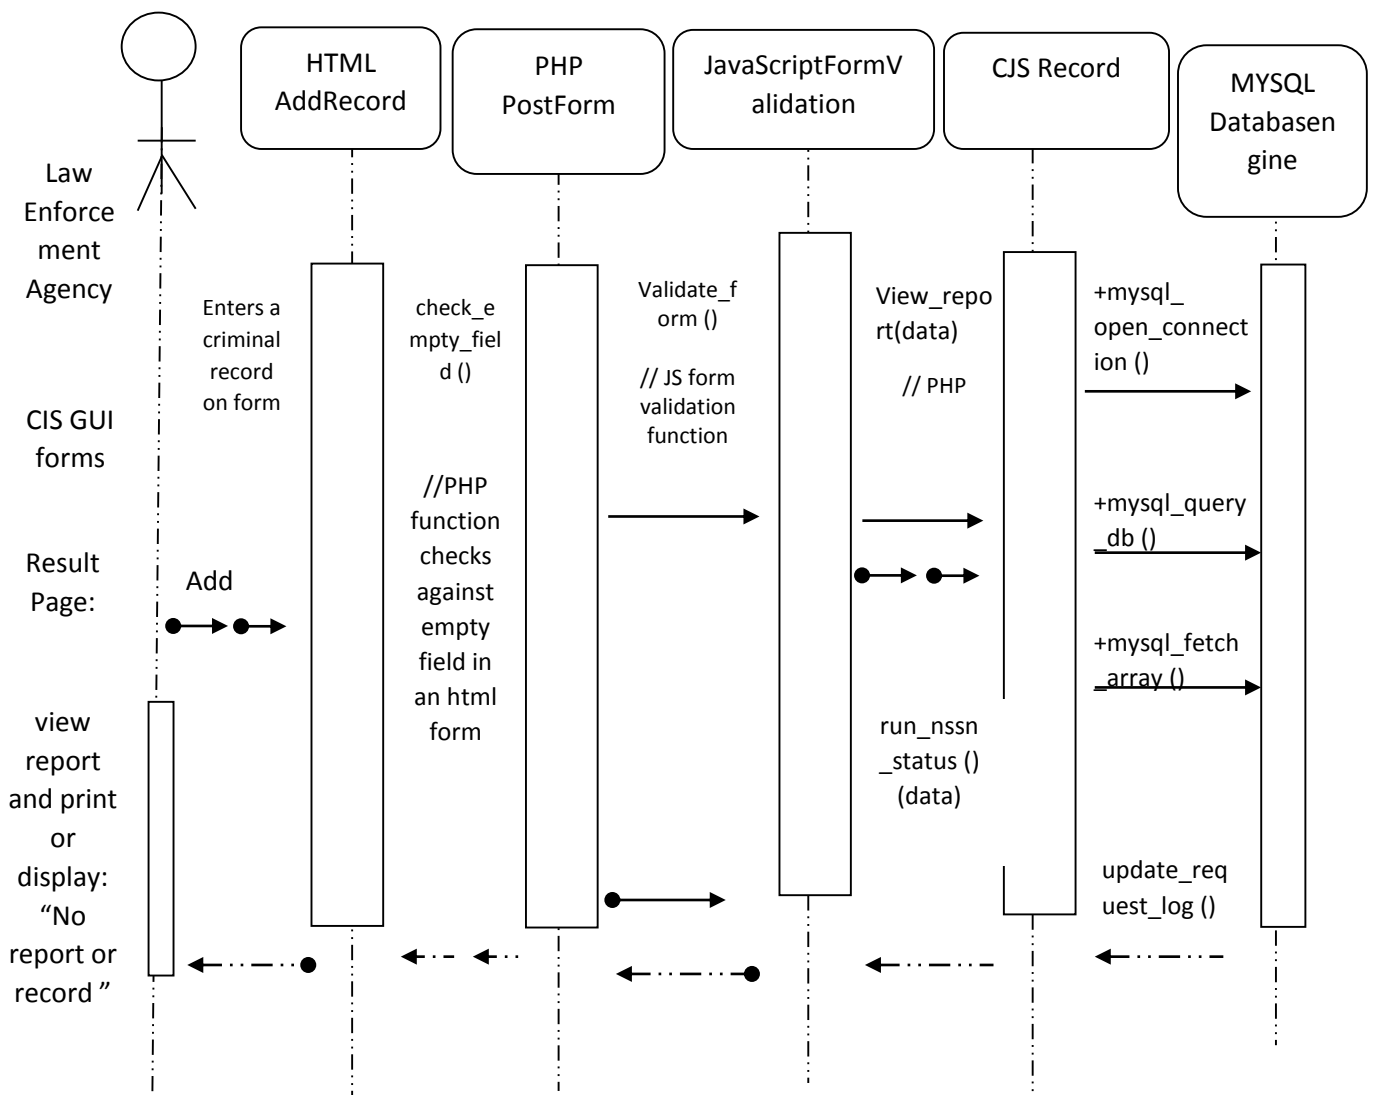 HTML
AddRecord
PHP
PostForm
JavaScriptFormV
alidation
CJS Record
MYSQL
Databasen
gine
Law
Enforce
ment
Agency
CIS GUI
forms
Result
Page:
view
report
and print
or
display:
“No
report or
record ”
Enters a
criminal
record
on form
Add
check_e
mpty_fiel
d ()
//PHP
function
checks
against
empty
field in
an html
form
Validate_f
orm ()
// JS form
validation
function
View_repo
rt(data)
// PHP
run_nssn
_status ()
(data)
+mysql_
open_connect
ion ()
+mysql_query
_db ()
+mysql_fetch
_array ()
update_req
uest_log ()